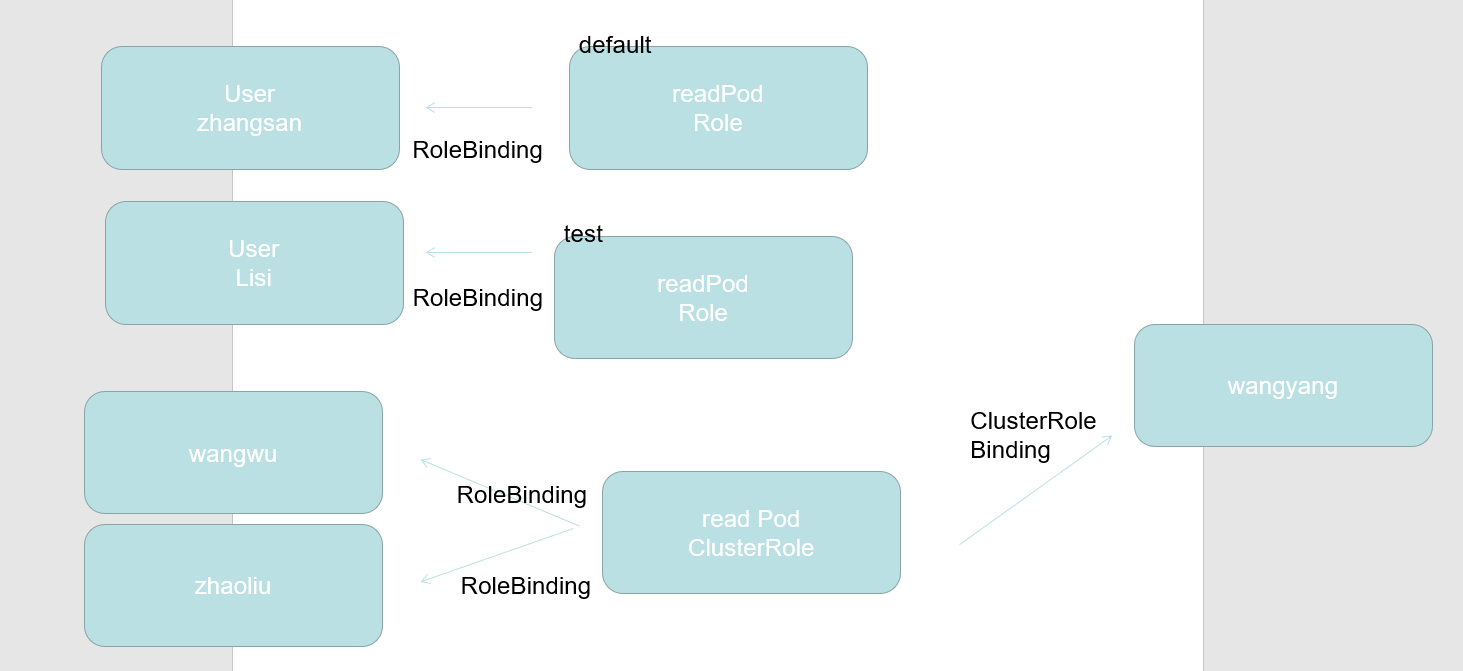 default
User
zhangsan
readPod
Role
RoleBinding
User
Lisi
test
readPod
Role
RoleBinding
wangyang
ClusterRole
Binding
wangwu
RoleBinding
read Pod
ClusterRole
zhaoliu
RoleBinding